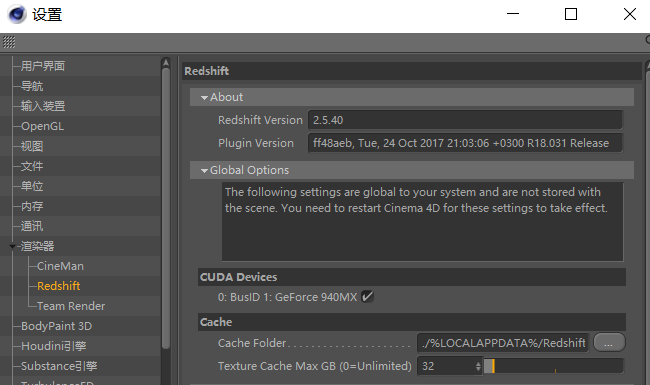 设置
用户界面
导航
输入装置
OpenGL
视图
文件
单位
内存
通讯
渲染器
CineMan
Redshift
Team Render
BodyPaint 3D
Houdini引擎
Substance引擎
Redshift
About
Redshift Version 2.5.40
Plugin Version ff48aeb, Tue, 24 Oct 2017 21:03:06 +0300 R18.031 Release
Global Options
The following settings are global to your system and are not stored with
the scene. You need to restart Cinema 4D for these settings to take effect.
CUDA Devices
0: BusID 1: GeForce 940MX
Cache
Cache Folder . . . . . . . . . . . . . . . . . . . . ./%LOCALAPPDATA%/Redshift ...
Texture Cache Max GB (0=Unlimited) 32